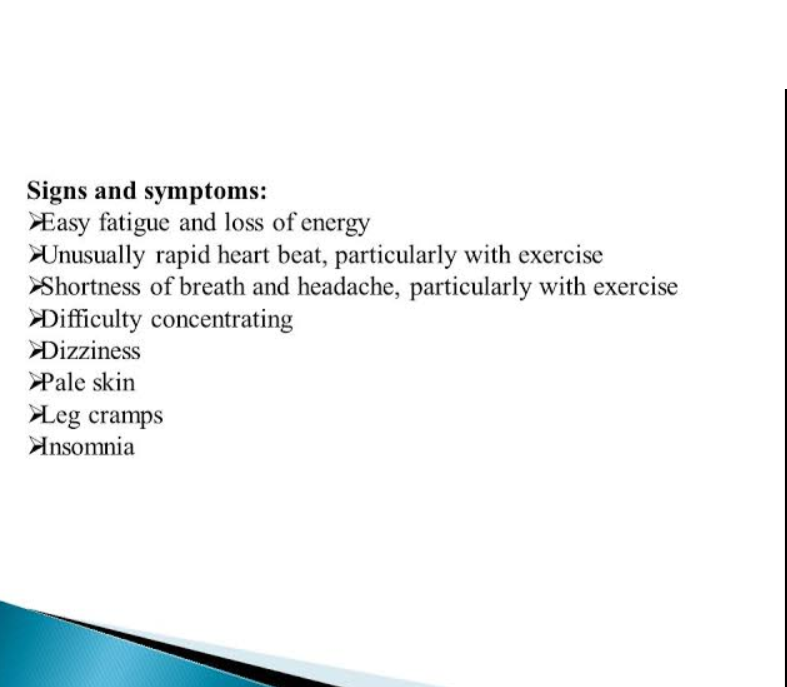 Signs and symptoms:
➢Easy fatigue and loss of energy
➢Unusually rapid heart beat, particularly with exercise
➢Shortness of breath and headache, particularly with exercise
➢Difficulty concentrating
➢Dizziness
➢Pale skin
➢Leg cramps
➢Insomnia